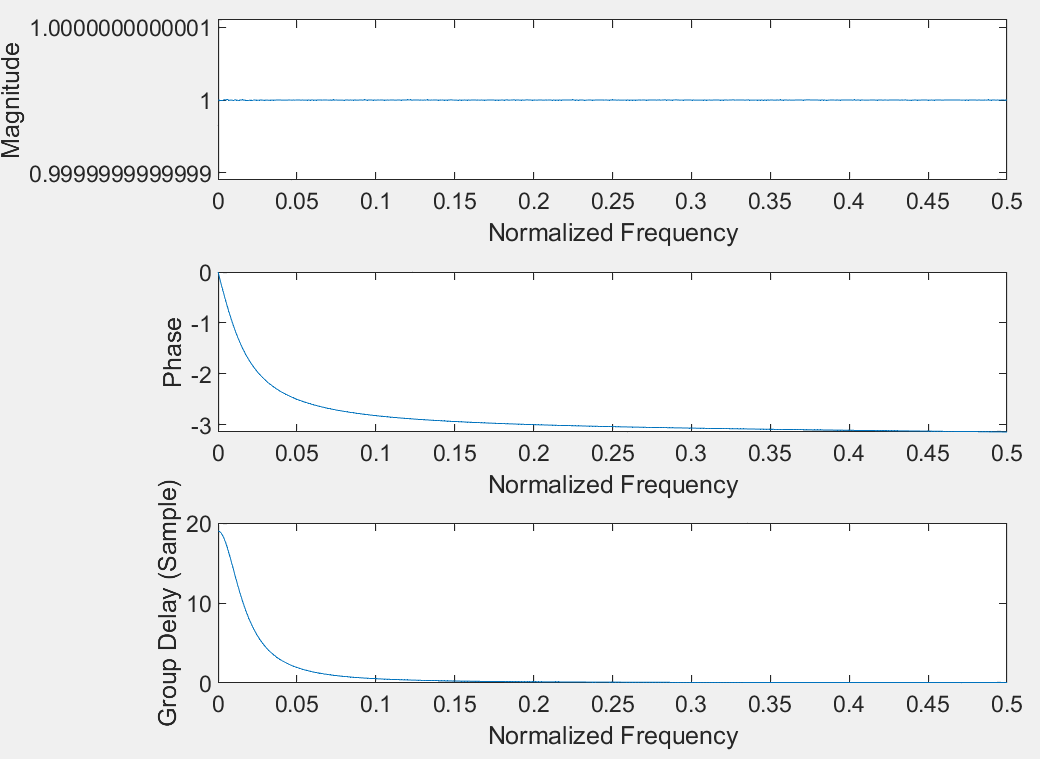 Magnitude
1.0000000000001
1
0.9999999999999
0 0.05 0.1 0.15 0.2 0.25 0.3 0.35 0.4 0.45 0.5
Normalized Frequency
Phase
0
-1
-2
-3
0 0.05 0.1 0.15 0.2 0.25 0.3 0.35 0.4 0.45 0.5
Normalized Frequency
Group Delay (Sample)
20
10
0
0 0.05 0.1 0.15 0.2 0.25 0.3 0.35 0.4 0.45 0.5
Normalized Frequency